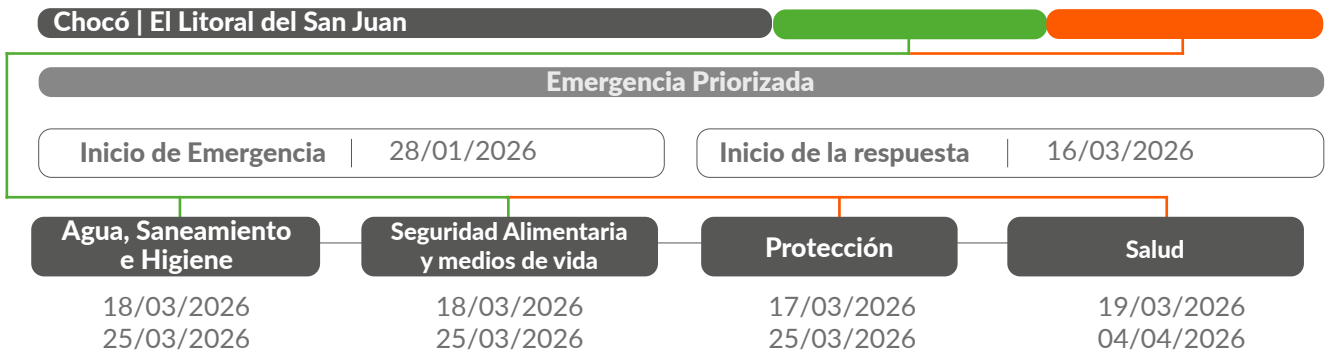 Chocó | El Litoral del San Juan
Emergencia Priorizada
Inicio de Emergencia | 28/01/2026
Inicio de la respuesta | 16/03/2026
Agua, Saneamiento
e Higiene
18/03/2026
25/03/2026
Seguridad Alimentaria
y medios de vida
18/03/2026
25/03/2026
Protección
17/03/2026
25/03/2026
Salud
19/03/2026
04/04/2026